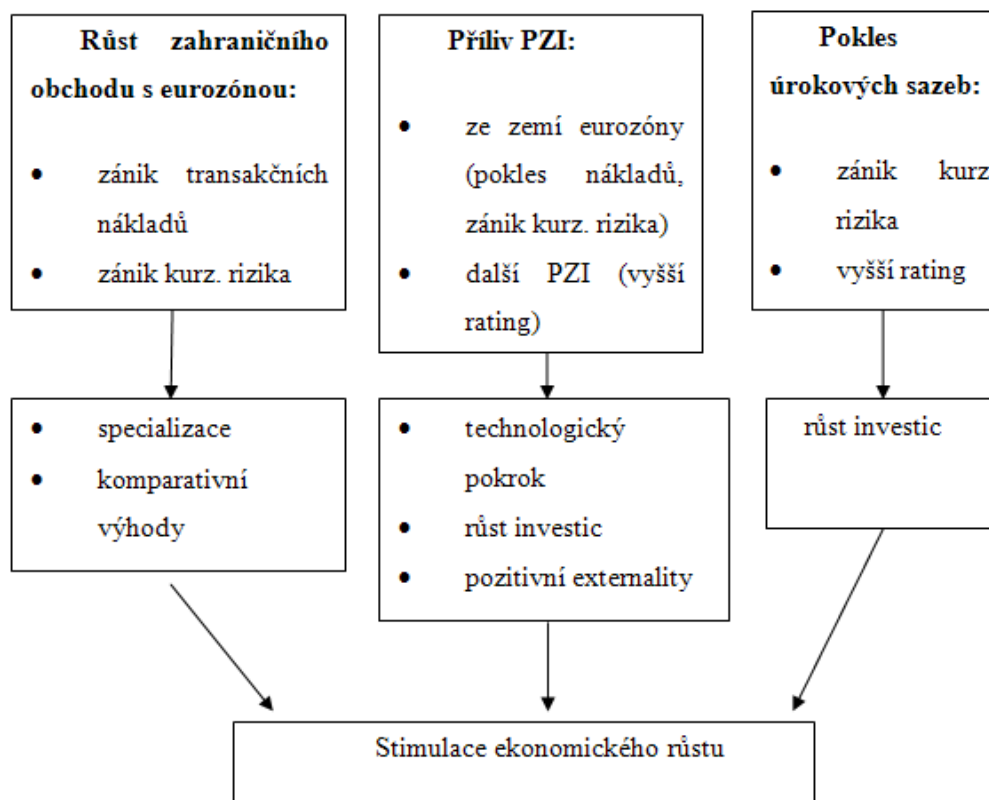 Růst zahraničního
obchodu s eurozónou:
• zánik transakčních
nákladů
• zánik kurz. rizika
Příliv PZI:
• ze zemí eurozóny
(pokles nákladů,
zánik kurz. rizika)
• další PZI (vyšší
rating)
Pokles
úrokových sazeb:
• zánik kurz
rizika
• vyšší rating
• specializace
• komparativní
výhody
• technologický
pokrok
• růst investic
• pozitivní externality
růst investic
Stimulace ekonomického růstu